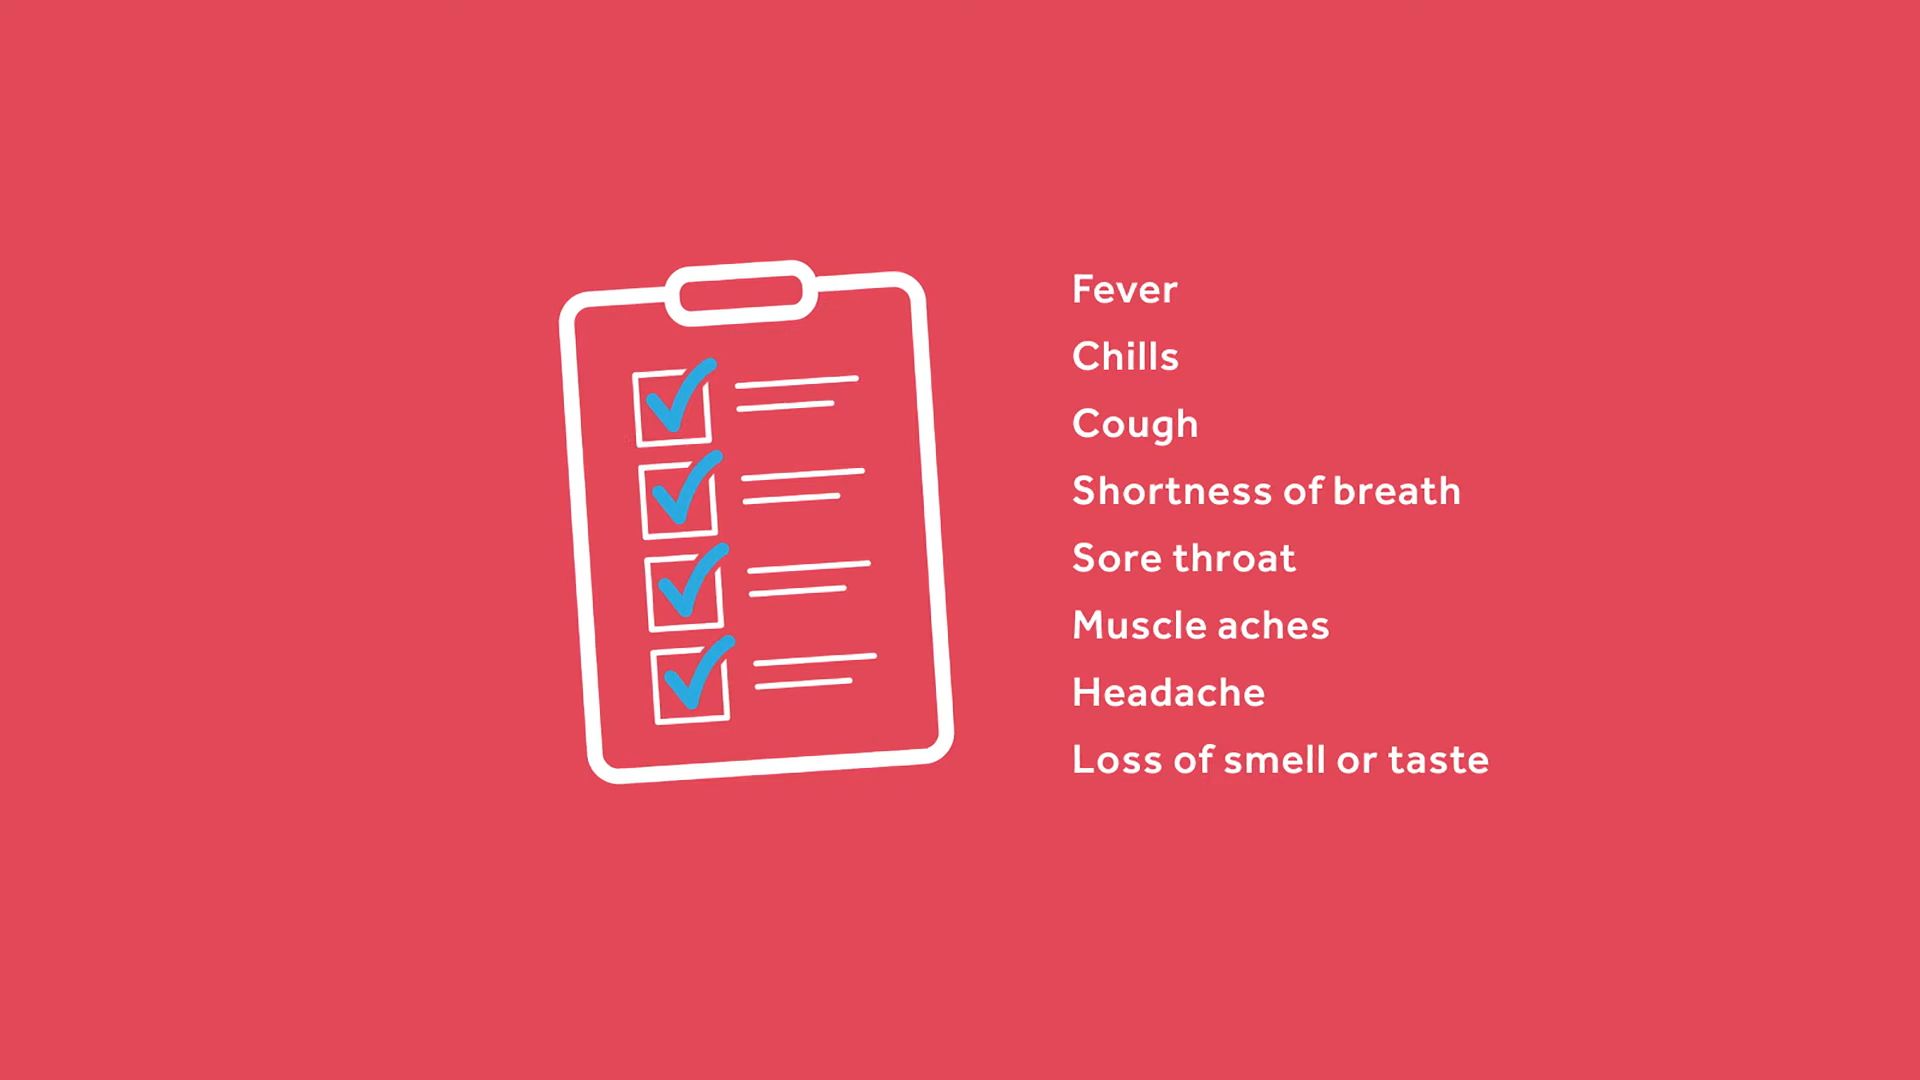 Fever
Chills
Cough
Shortness of breath
Sore throat
Muscle aches
Headache
Loss of smell or taste